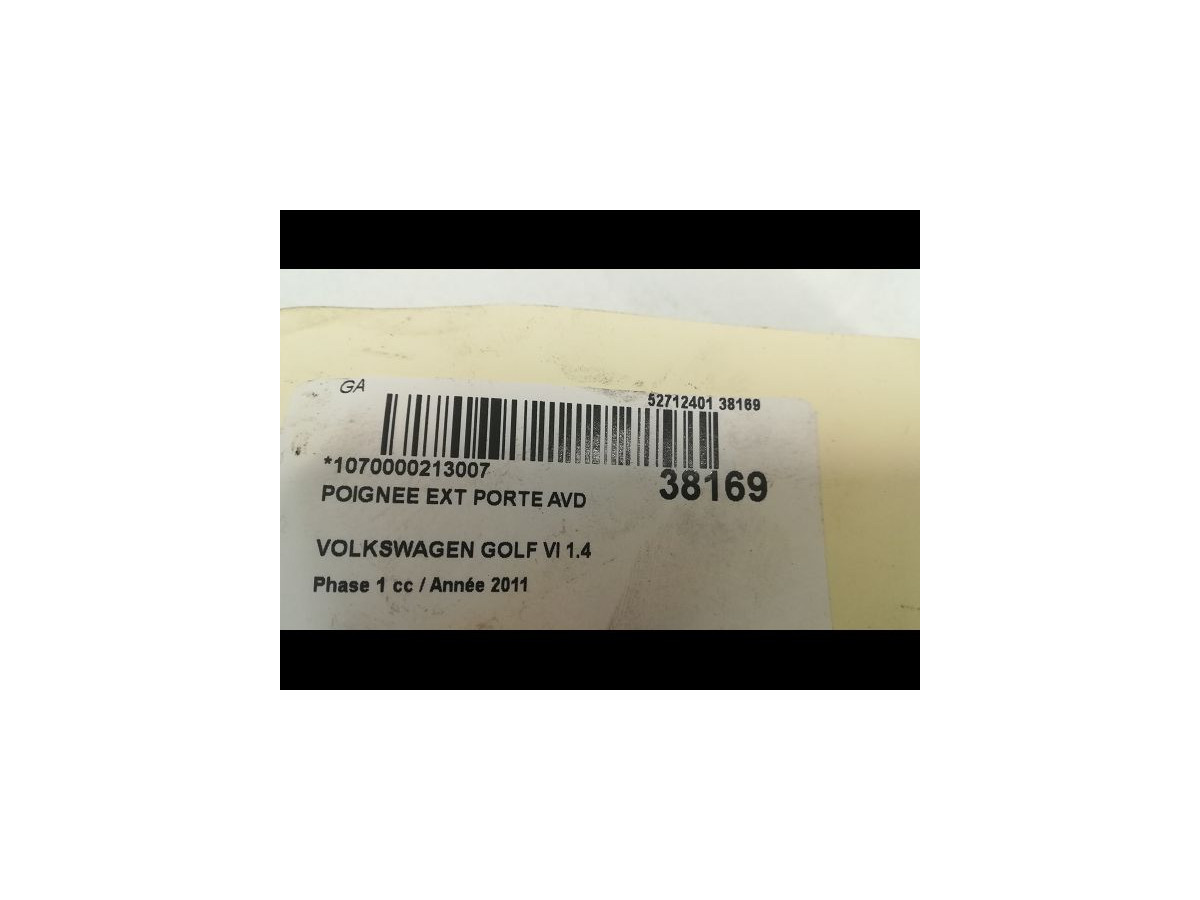 GA
52712401 38169
*1070000213007
38169
POIGNEE EXT PORTE AVD
VOLKSWAGEN GOLF VI 1.4
Phase 1 cc / Année 2011